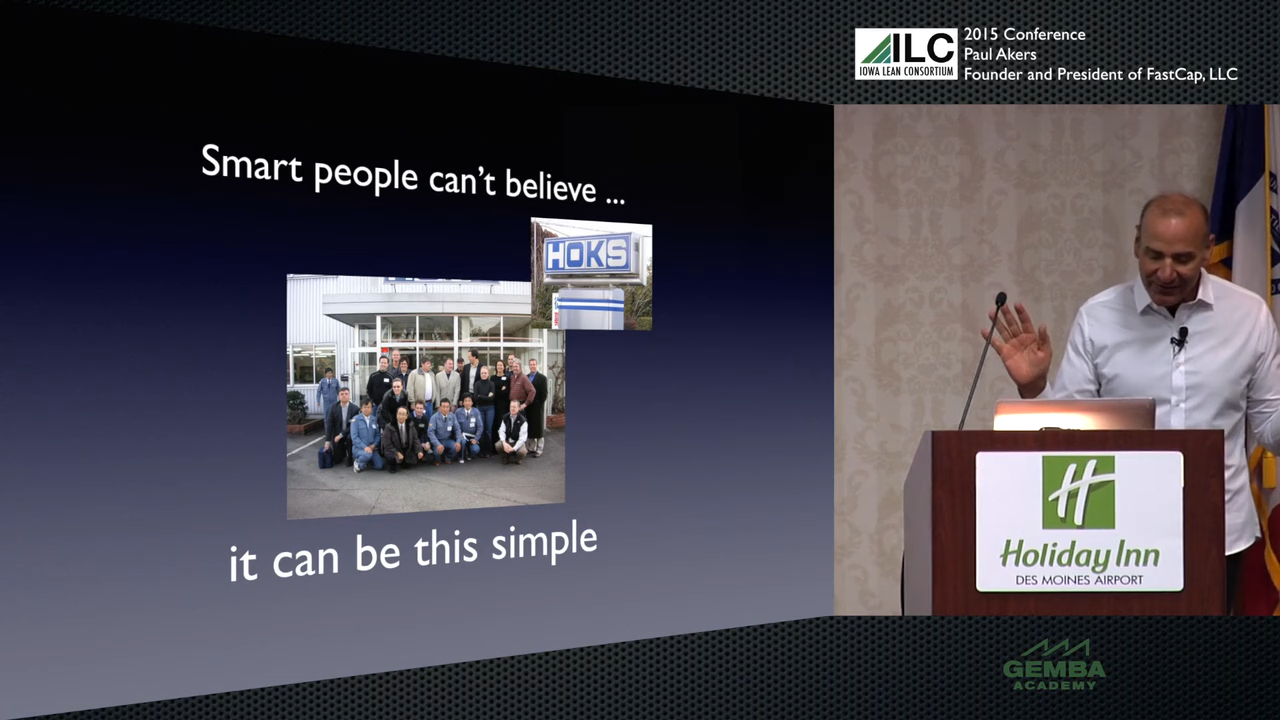 ILC
IOWA LEAN CONSORTIUM
2015 Conference
Paul Akers
Founder and President of FastCap, LLC
Smart people can't believe ...
HOKS
it can be this simple
H
Holiday Inn
DES MOINES AIRPORT
GEMBA
ACADEMY